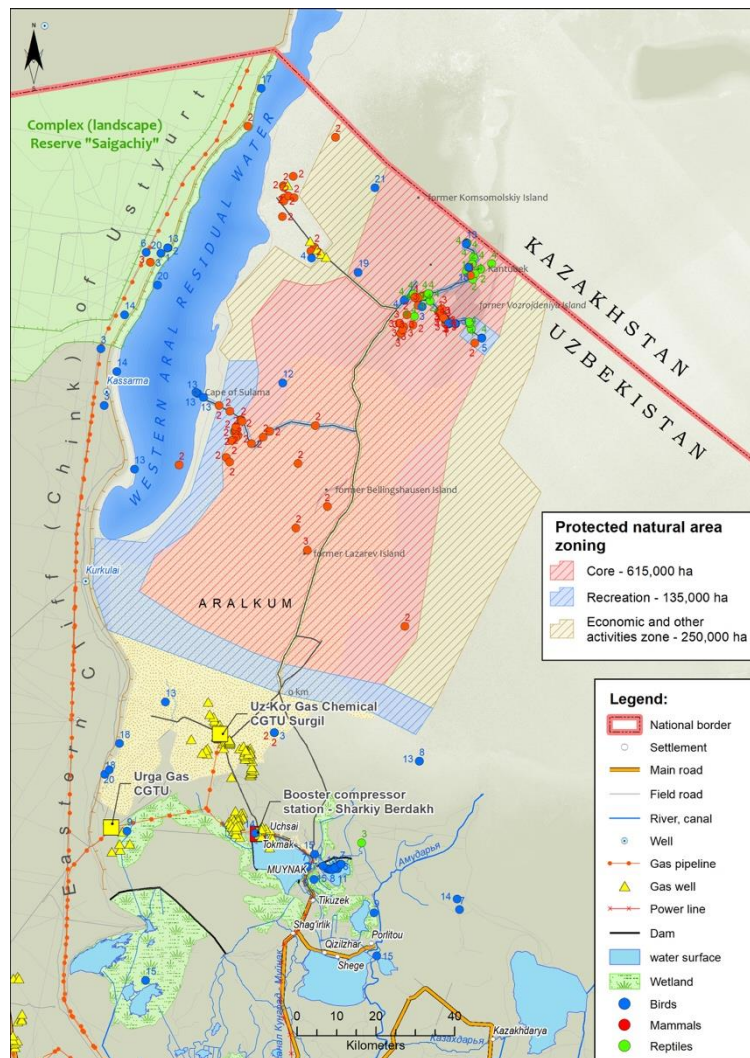 N
Complex (landscape)
Reserve "Saigachiy"
WESTERN ARAL RESIDUAL WATER
Eastern Cliff (Chink) of Ustyurt
former Komsomolskiy Island
Kantubek
former Vozrojdeniya Island
KAZAKHSTAN
UZBEKISTAN
Kassarma
Cape of Sulama
former Bellingshausen Island
former Lazarev Island
Kurkulai
ARALKUM
o km
Uz-Kor Gas Chemical
CGTU Surgil
Urga Gas
CGTU
Booster compressor
station - Sharkiy Berdakh
Uchsai
Tokmak
MUYNAK
Tikuzek
Shag'irlik
Porlitou
Qizilzhar
Shege
Kazakhdarya
Амударья
Казахдарья
0 20 40
Kilometers
Protected natural area
zoning
Core - 615,000 ha
Recreation - 135,000 ha
Economic and other
activities zone - 250,000 ha
Legend:
National border
Settlement
Main road
Field road
River, canal
Well
Gas pipeline
Gas well
Power line
Dam
water surface
Wetland
Birds
Mammals
Reptiles